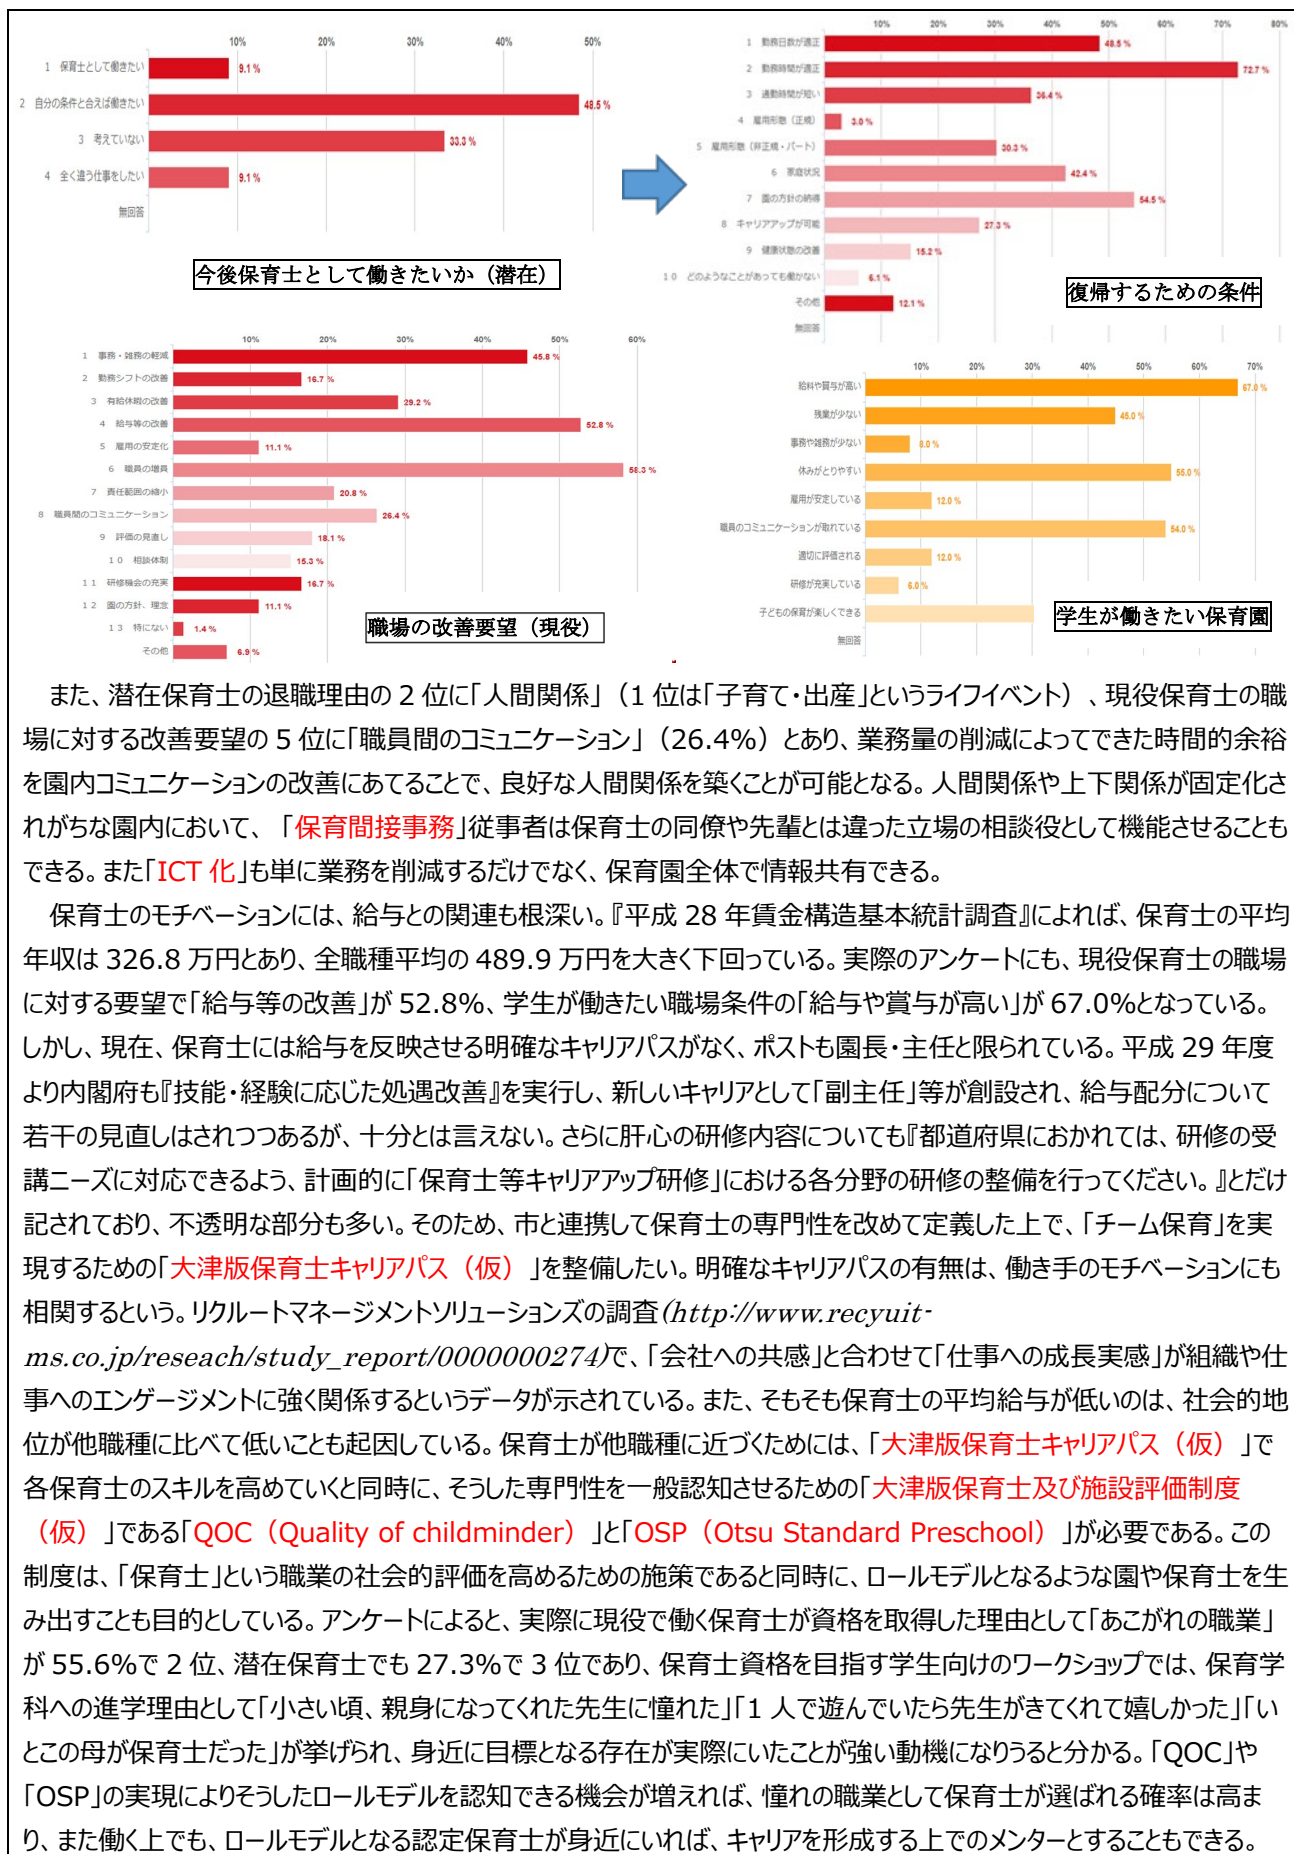 10% 20% 30% 40% 50%
1 保育士として働きたい 9.1 %
2 自分の条件と合えば働きたい 48.5 %
3 考えていない 33.3 %
4 全く違う仕事をしたい 9.1 %
無回答
今後保育士として働きたいか（潜在）
10% 20% 30% 40% 50% 60% 70% 80%
1 勤務日数が適正 48.5 %
2 勤務時間が適正 72.7 %
3 通勤時間が短い 36.4 %
4 雇用形態（正規） 3.0 %
5 雇用形態（非正規・パート） 30.3 %
6 家庭状況 42.4 %
7 園の方針の納得 54.5 %
8 キャリアアップが可能 27.3 %
9 健康状態の改善 15.2 %
10 どのようなことがあっても働かない 6.1 %
その他 12.1 %
無回答
復帰するための条件
10% 20% 30% 40% 50% 60%
1 事務・雑務の軽減 45.8 %
2 勤務シフトの改善 16.7 %
3 有給休暇の改善 29.2 %
4 給与等の改善 52.8 %
5 雇用の安定化 11.1 %
6 職員の増員 58.3 %
7 責任範囲の縮小 20.8 %
8 職員間のコミュニケーション 26.4 %
9 評価の見直し 18.1 %
10 相談体制 15.3 %
11 研修機会の充実 16.7 %
12 園の方針、理念 11.1 %
13 特にない 1.4 %
その他 6.9 %
職場の改善要望（現役）
10% 20% 30% 40% 50% 60% 70%
給料や賞与が高い 67.0 %
残業が少ない 45.0 %
事務や雑務が少ない 8.0 %
休みがとりやすい 55.0 %
雇用が安定している 12.0 %
職員のコミュニケーションが取れている 54.0 %
適切に評価される 12.0 %
研修が充実している 6.0 %
子どもの保育が楽しくできる
無回答
学生が働きたい保育園
また、潜在保育士の退職理由の 2 位に「人間関係」（1 位は「子育て・出産」というライフイベント）、現役保育士の職
場に対する改善要望の 5 位に「職員間のコミュニケーション」（26.4%）とあり、業務量の削減によってできた時間的余裕
を園内コミュニケーションの改善にあてることで、良好な人間関係を築くことが可能となる。人間関係や上下関係が固定化さ
れがちな園内において、「保育間接事務」従事者は保育士の同僚や先輩とは違った立場の相談役として機能させることも
できる。また「ICT 化」も単に業務を削減するだけでなく、保育園全体で情報共有できる。
保育士のモチベーションには、給与との関連も根深い。『平成 28 年賃金構造基本統計調査』によれば、保育士の平均
年収は 326.8 万円とあり、全職種平均の 489.9 万円を大きく下回っている。実際のアンケートにも、現役保育士の職場
に対する要望で「給与等の改善」が 52.8%、学生が働きたい職場条件の「給与や賞与が高い」が 67.0%となっている。
しかし、現在、保育士には給与を反映させる明確なキャリアパスがなく、ポストも園長・主任と限られている。平成 29 年度
より内閣府も『技能・経験に応じた処遇改善』を実行し、新しいキャリアとして「副主任」等が創設され、給与配分について
若干の見直しはされつつあるが、十分とは言えない。さらに肝心の研修内容についても『都道府県におかれては、研修の受
講ニーズに対応できるよう、計画的に「保育士等キャリアアップ研修」における各分野の研修の整備を行ってください。』とだけ
記されており、不透明な部分も多い。そのため、市と連携して保育士の専門性を改めて定義した上で、「チーム保育」を実
現するための「大津版保育士キャリアパス（仮）」を整備したい。明確なキャリアパスの有無は、働き手のモチベーションにも
相関するという。リクルートマネージメントソリューションズの調査(http://www.recyuit-
ms.co.jp/reseach/study_report/0000000274)で、「会社への共感」と合わせて「仕事への成長実感」が組織や仕
事へのエンゲージメントに強く関係するというデータが示されている。また、そもそも保育士の平均給与が低いのは、社会的地
位が他職種に比べて低いことも起因している。保育士が他職種に近づくためには、「大津版保育士キャリアパス（仮）」で
各保育士のスキルを高めていくと同時に、そうした専門性を一般認知させるための「大津版保育士及び施設評価制度
（仮）」である「QOC（Quality of childminder）」と「OSP（Otsu Standard Preschool）」が必要である。この
制度は、「保育士」という職業の社会的評価を高めるための施策であると同時に、ロールモデルとなるような園や保育士を生
み出すことも目的としている。アンケートによると、実際に現役で働く保育士が資格を取得した理由として「あこがれの職業」
が 55.6%で 2 位、潜在保育士でも 27.3%で 3 位であり、保育士資格を目指す学生向けのワークショップでは、保育学
科への進学理由として「小さい頃、親身になってくれた先生に憧れた」「1 人で遊んでいたら先生がきてくれて嬉しかった」「い
とこの母が保育士だった」が挙げられ、身近に目標となる存在が実際にいたことが強い動機になりうると分かる。「QOC」や
「OSP」の実現によりそうしたロールモデルを認知できる機会が増えれば、憧れの職業として保育士が選ばれる確率は高ま
り、また働く上でも、ロールモデルとなる認定保育士が身近にいれば、キャリアを形成する上でのメンターとすることもできる。